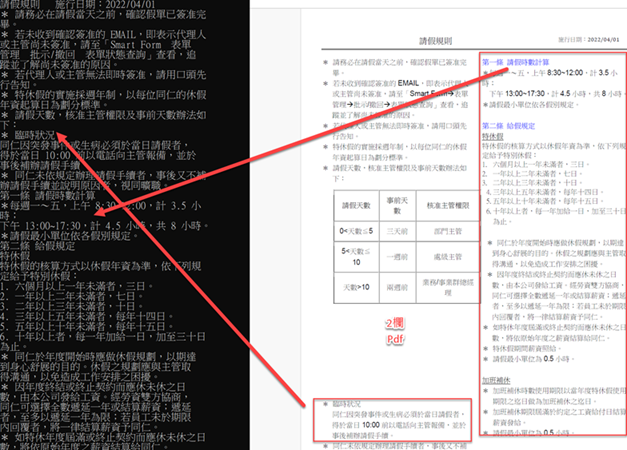 請假規則 施行日期：2022/04/01
＊ 請務必在請假當天之前，確認假單已簽准完
畢。
＊ 若未收到確認簽准的 EMAIL，即表示代理人
或主管尚未簽准，請至「Smart Form 表單
管理 批示/撤回 表單狀態查詢」查看，追
蹤並了解尚未簽准的原因。
＊ 若代理人或主管無法即時簽准，請用口頭先
行告知。
＊ 特休假的實施採週年制，以每位同仁的休假
年資起算日為劃分標準。
＊ 請假天數，核准主管權限及事前天數辦法如
下：
＊ 臨時狀況
同仁因突發事件或生病必須於當日請假者，
得於當日 10:00 前以電話向主管報備，並於
事後補辦請假手續。
＊ 同仁未依規定辦理請假手續者，事後又不補
辦請假手續並說明原因者，視同曠職。
第一條 請假時數計算
＊每週一～五，上午 8:30~12:00，計 3.5 小
時；
下午 13:00~17:30，計 4.5 小時，共 8 小時。
＊請假最小單位依各假別規定。
第二條 給假規定
特休假
特休假的核算方式以休假年資為準，依下列規
定給予特別休假：
1. 六個月以上一年未滿者，三日。
2. 一年以上二年未滿者，七日。
3. 二年以上三年未滿者，十日。
4. 三年以上五年未滿者，每年十四日。
5. 五年以上十年未滿者，每年十五日。
6. 十年以上者，每一年加給一日，加至三十日
為止。
＊ 同仁於年度開始時應做休假規劃，以期達
到身心舒展的目的。休假之規劃應與主管取
得溝通，以免造成工作安排之困擾。
＊ 因年度終結或終止契約而應休未休之日
數，由本公司發給工資。經勞資雙方協商，
同仁可選擇全數遞延一年或結算薪資；遞延
者，至多以遞延一年為限；若員工未於期限
內回覆者，將一律結算薪資予同仁。
＊ 如特休年度屆滿或終止契約而應休未休之日
數，將依原特休年度之薪資結算給同仁。
請假規則 施行日期：2022/04/01
＊ 請務必在請假當天之前，確認假單已簽准完
畢。
＊ 若未收到確認簽准的 EMAIL，即表示代理人
或主管尚未簽准，請至「Smart Form→表單
管理→批示/撤回→表單狀態查詢」查看，追
蹤並了解尚未簽准的原因。
＊ 若代理人或主管無法即時簽准，請用口頭先
行告知。
＊ 特休假的實施採週年制，以每位同仁的休假
年資起算日為劃分標準。
＊ 請假天數，核准主管權限及事前天數辦法如
下：
請假天數 事前天數 核准主管權限
0<天數≦5 三天前 部門主管
5<天數≦10 一週前 處級主管
天數>10 兩週前 業務/事業群總經理
2欄
Pdf
＊ 臨時狀況
同仁因突發事件或生病必須於當日請假者，
得於當日 10:00 前以電話向主管報備，並於
事後補辦請假手續。
＊ 同仁未依規定辦理請假手續者，事後又不補
第一條 請假時數計算
＊每週一～五，上午 8:30~12:00，計 3.5 小
時；
下午 13:00~17:30，計 4.5 小時，共 8 小時。
＊請假最小單位依各假別規定。
第二條 給假規定
特休假
特休假的核算方式以休假年資為準，依下列規
定給予特別休假：
1. 六個月以上一年未滿者，三日。
2. 一年以上二年未滿者，七日。
3. 二年以上三年未滿者，十日。
4. 三年以上五年未滿者，每年十四日。
5. 五年以上十年未滿者，每年十五日。
6. 十年以上者，每一年加給一日，加至三十日
為止。
＊ 同仁於年度開始時應做休假規劃，以期達
到身心舒展的目的。休假之規劃應與主管取
得溝通，以免造成工作安排之困擾。
＊ 因年度終結或終止契約而應休未休之日
數，由本公司發給工資。經勞資雙方協商，
同仁可選擇全數遞延一年或結算薪資；遞延
者，至多以遞延一年為限；若員工未於期限
內回覆者，將一律結算薪資予同仁。
＊ 如特休年度屆滿或終止契約而應休未休之日
數，將依原特休年度之薪資結算給同仁。
＊ 特休假期間薪資照給。
＊ 請假最小單位為 0.5 小時。
加班補休
＊ 加班補休時數使用期限以當年度特休假使用
期限之迄日做為加班補休之迄日。
＊ 加班補休期限屆滿於約定之工資給付日結算
薪資發給。
＊ 請假最小單位為 0.5 小時。